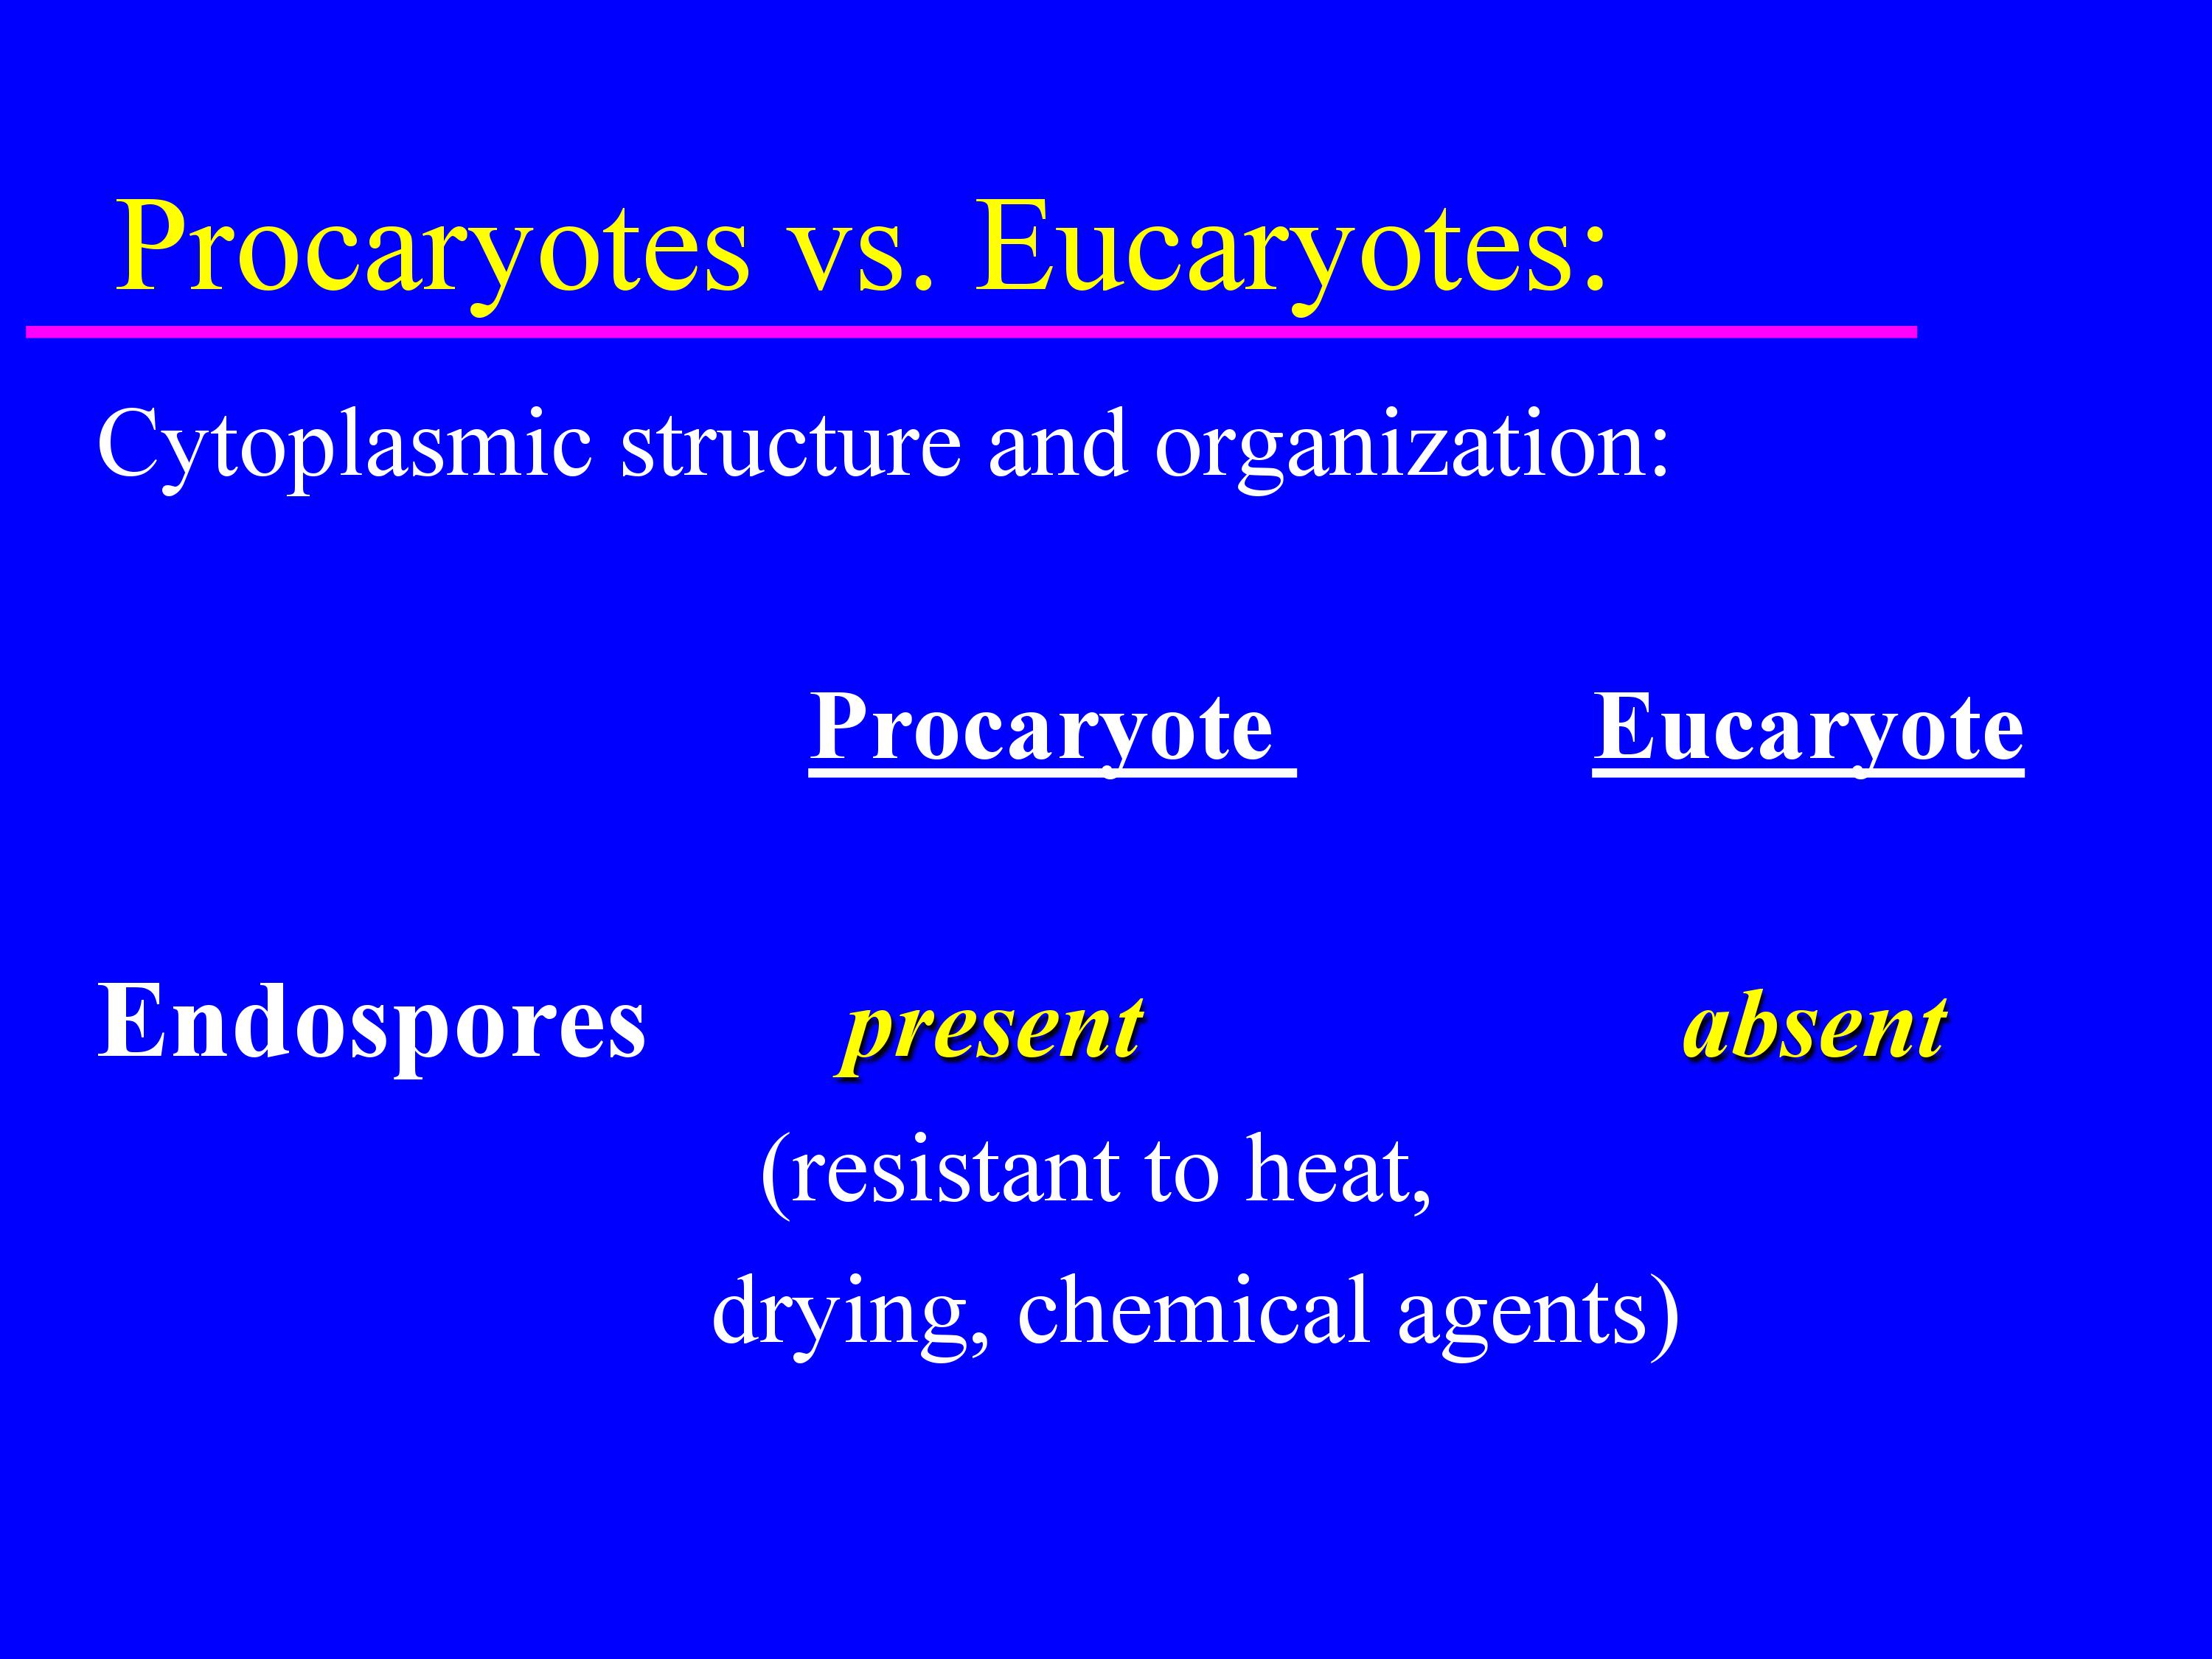 Procaryotes vs. Eucaryotes:
Cytoplasmic structure and organization:
Procaryote Eucaryote
Endospores present absent
(resistant to heat,
drying, chemical agents)